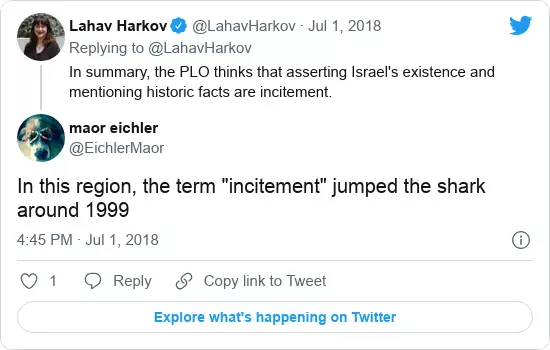 Lahav Harkov @LahavHarkov · Jul 1, 2018
Replying to @LahavHarkov
In summary, the PLO thinks that asserting Israel's existence and
mentioning historic facts are incitement.
maor eichler
@EichlerMaor
In this region, the term "incitement" jumped the shark
around 1999
4:45 PM · Jul 1, 2018
1 Reply Copy link to Tweet
Explore what's happening on Twitter